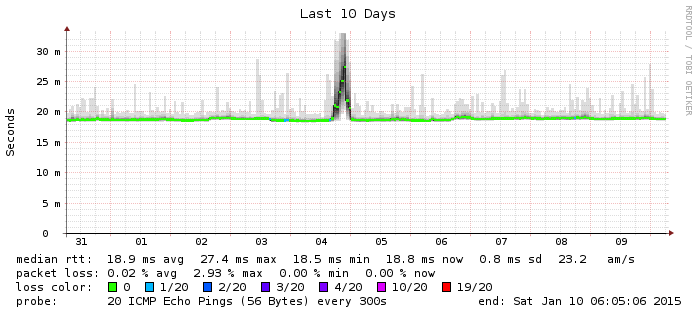 Last 10 Days
RRDTOOL / TOBI OETIKER
Seconds
30 m
25 m
20 m
15 m
10 m
5 m
0
31 01 02 03 04 05 06 07 08 09
median rtt: 18.9 ms avg 27.4 ms max 18.5 ms min 18.8 ms now 0.8 ms sd 23.2 am/s
packet loss: 0.02 % avg 2.93 % max 0.00 % min 0.00 % now
loss color: 0 1/20 2/20 3/20 4/20 10/20 19/20
probe: 20 ICMP Echo Pings (56 Bytes) every 300s end: Sat Jan 10 06:05:06 2015